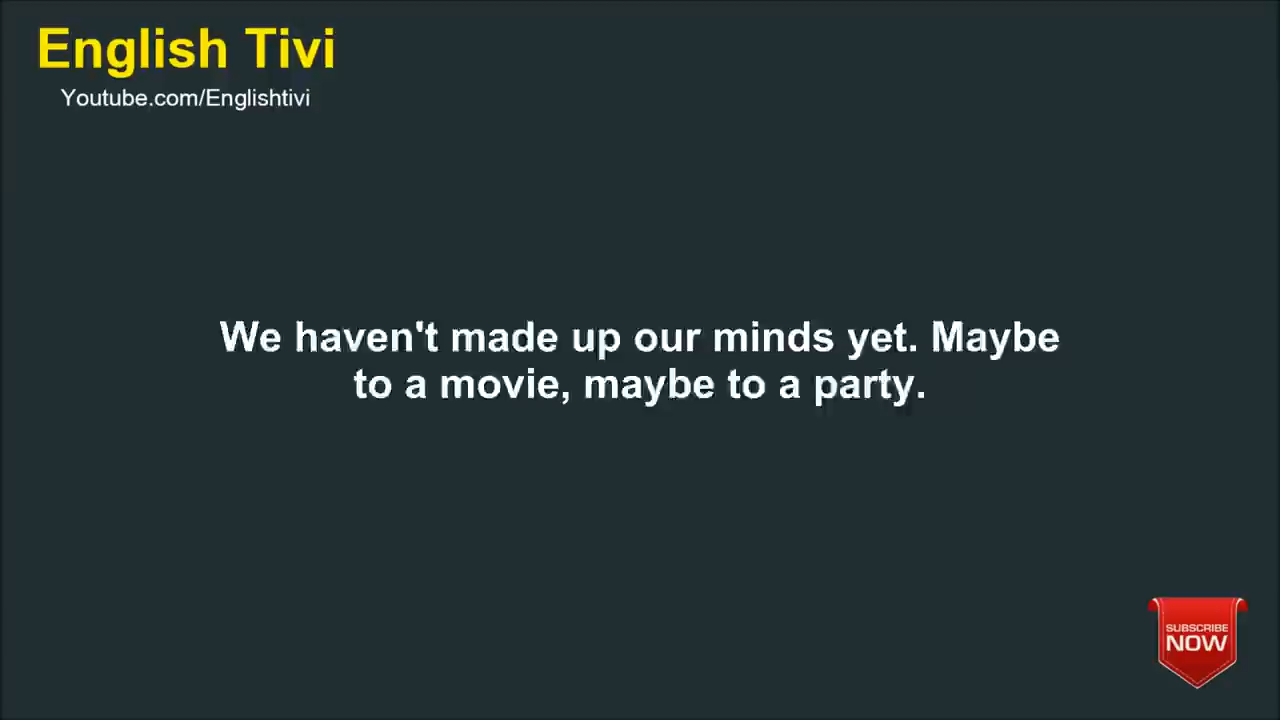 English Tivi
Youtube.com/Englishtivi
We haven't made up our minds yet. Maybe
to a movie, maybe to a party.
SUBSCRIBE
NOW